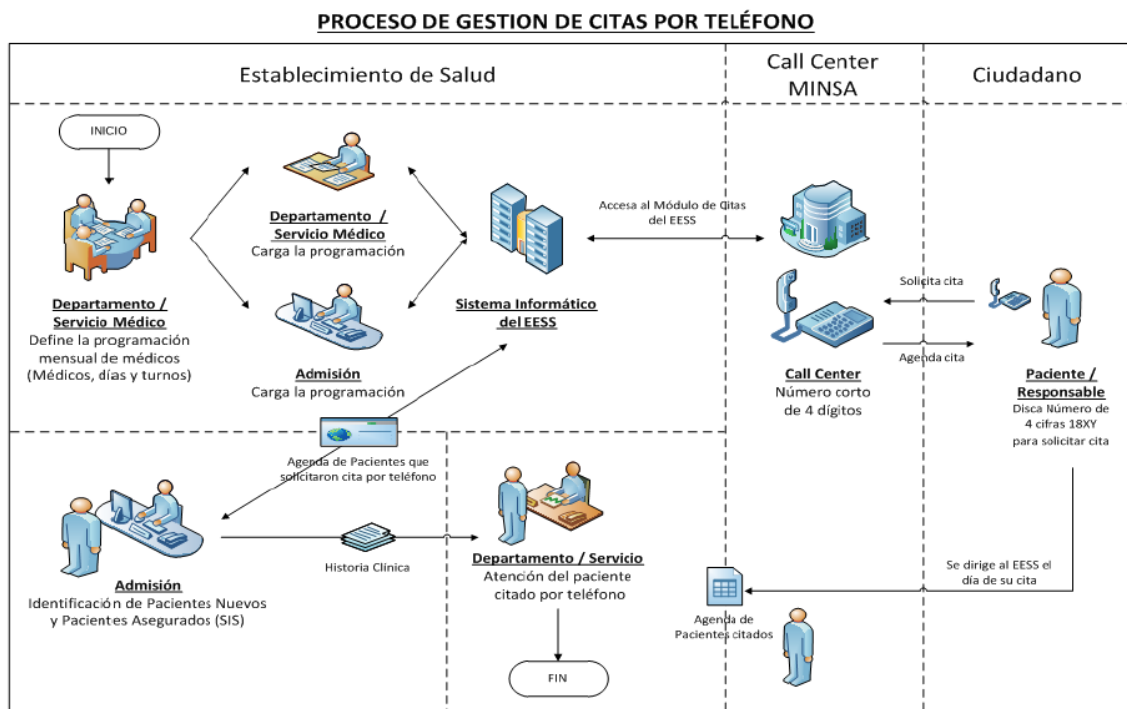 PROCESO DE GESTION DE CITAS POR TELÉFONO
Establecimiento de Salud
Call Center
MINSA
Ciudadano
INICIO
Departamento /
Servicio Médico
Define la programación
mensual de médicos
(Médicos, días y turnos)
Departamento /
Servicio Médico
Carga la programación
Admisión
Carga la programación
Sistema Informático
del EESS
Accesa al Módulo de Citas
del EESS
Call Center
Número corto
de 4 dígitos
Solicita cita
Agenda cita
Paciente /
Responsable
Disca Número de
4 cifras 18XY
para solicitar cita
Agenda de Pacientes que
solicitaron cita por teléfono
Admisión
Identificación de Pacientes Nuevos
y Pacientes Asegurados (SIS)
Historia Clínica
Departamento / Servicio
Atención del paciente
citado por teléfono
FIN
Se dirige al EESS el
día de su cita
Agenda de
Pacientes citados